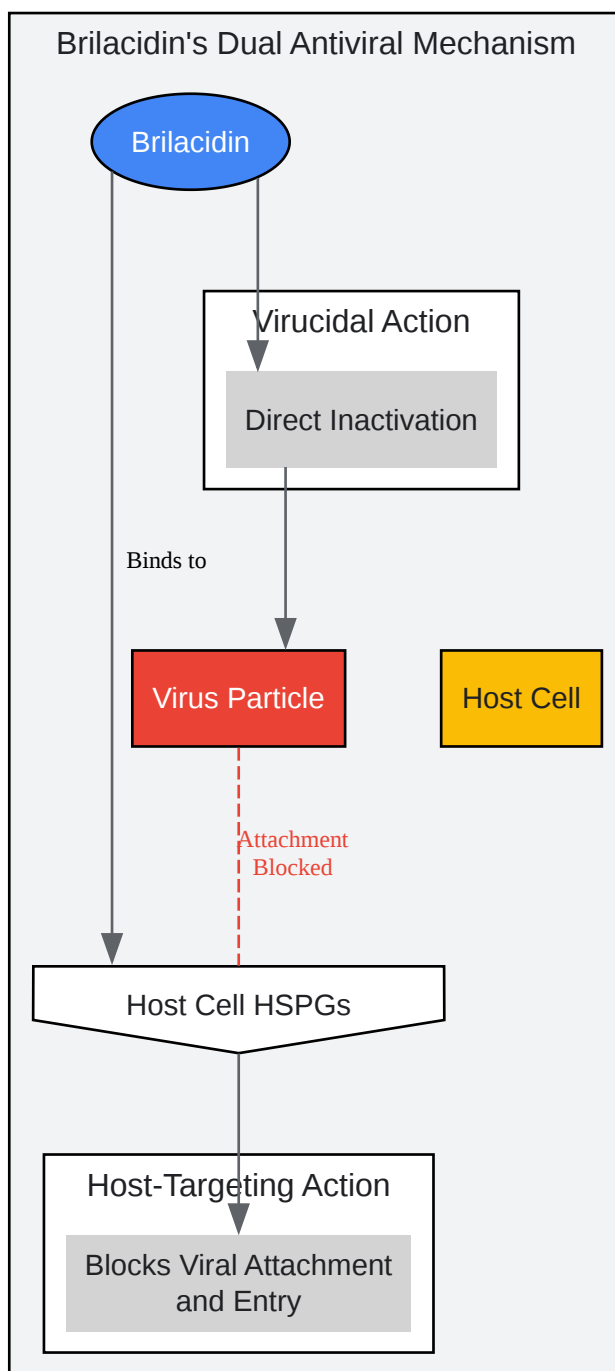 Brilacidin's Dual Antiviral Mechanism
Brilacidin
Virucidal Action
Direct Inactivation
Binds to
Virus Particle
Host Cell
Attachment
Blocked
Host Cell HSPGs
Host-Targeting Action
Blocks Viral Attachment
and Entry